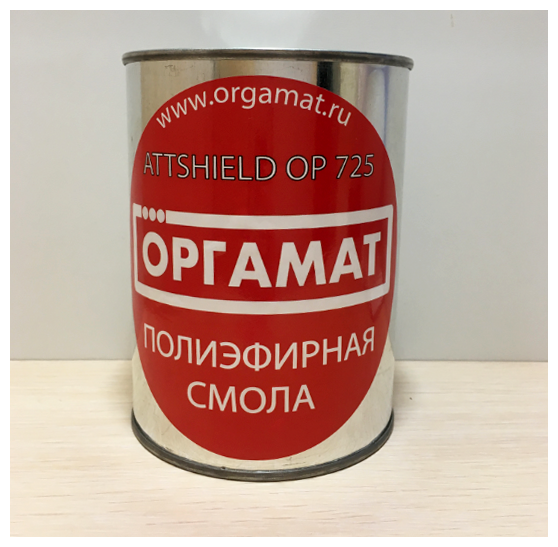 www.orgamat.ru
ATTSHIELD OP 725
ОРГАМАТ
ПОЛИЭФИРНАЯ
СМОЛА